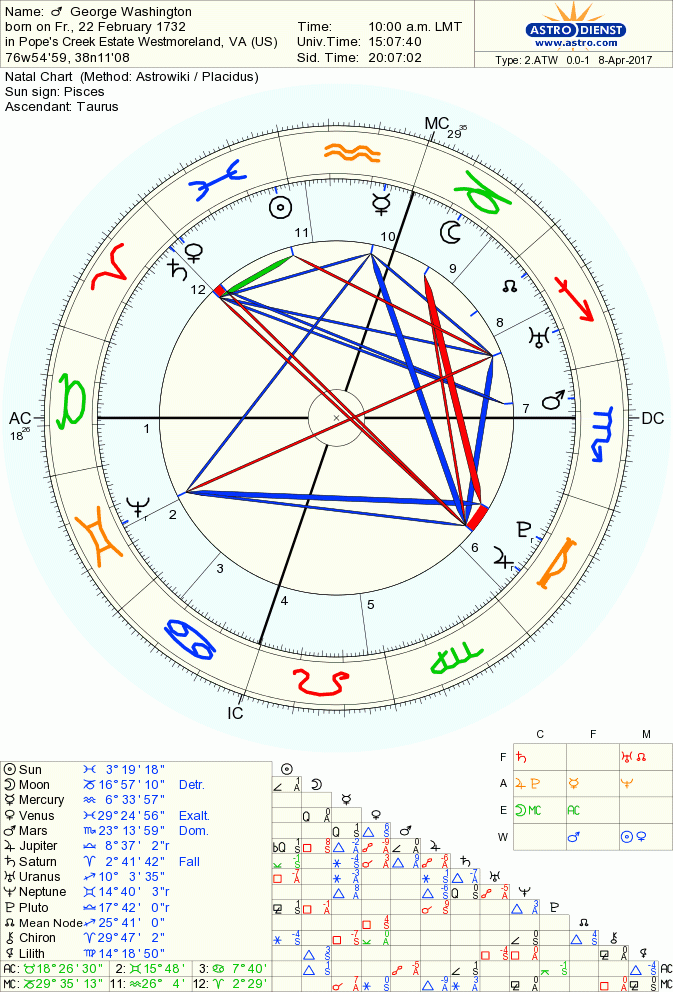 Name: ♂ George Washington
born on Fr., 22 February 1732
in Pope's Creek Estate Westmoreland, VA (US)
76w54'59, 38n11'08
Time: 10:00 a.m. LMT
Univ.Time: 15:07:40
Sid. Time: 20:07:02
ASTRO DIENST
www.astro.com
Type: 2.ATW 0.0-1 8-Apr-2017
Natal Chart (Method: Astrowiki / Placidus)
Sun sign: Pisces
Ascendant: Taurus
MC 29 35
11
10
9
12
8
AC
18 26
1
7
DC
2
r
6
r
r
3
4
5
IC
C F M
F ♄ ♅ ☊
A ♃ ♇ ☿ ♆
E ☽ MC AC
W ♂ ☉ ♀
☉ Sun ♓ 3°19'18"
☽ Moon ♑ 16°57'10" Detr.
☿ Mercury ♒ 6°33'57"
♀ Venus ♓ 29°24'56" Exalt.
♂ Mars ♏ 23°13'59" Dom.
♃ Jupiter ♎ 8°37' 2"r
♄ Saturn ♈ 2°41'42" Fall
♅ Uranus ♐ 10° 3'35"
♆ Neptune ♊ 14°40' 3"r
♇ Pluto ♎ 17°42' 0"r
☊ Mean Node ♐ 25°41' 0"
⚷ Chiron ♈ 29°47' 2"
⚸ Lilith ♍ 14°18'50"
AC: ♉ 18°26'30" 2: ♊ 15°48' 3: ♋ 7°40'
MC: ♑ 29°35'13" 11: ♒ 26° 4' 12: ♈ 2°29'
AC
MC